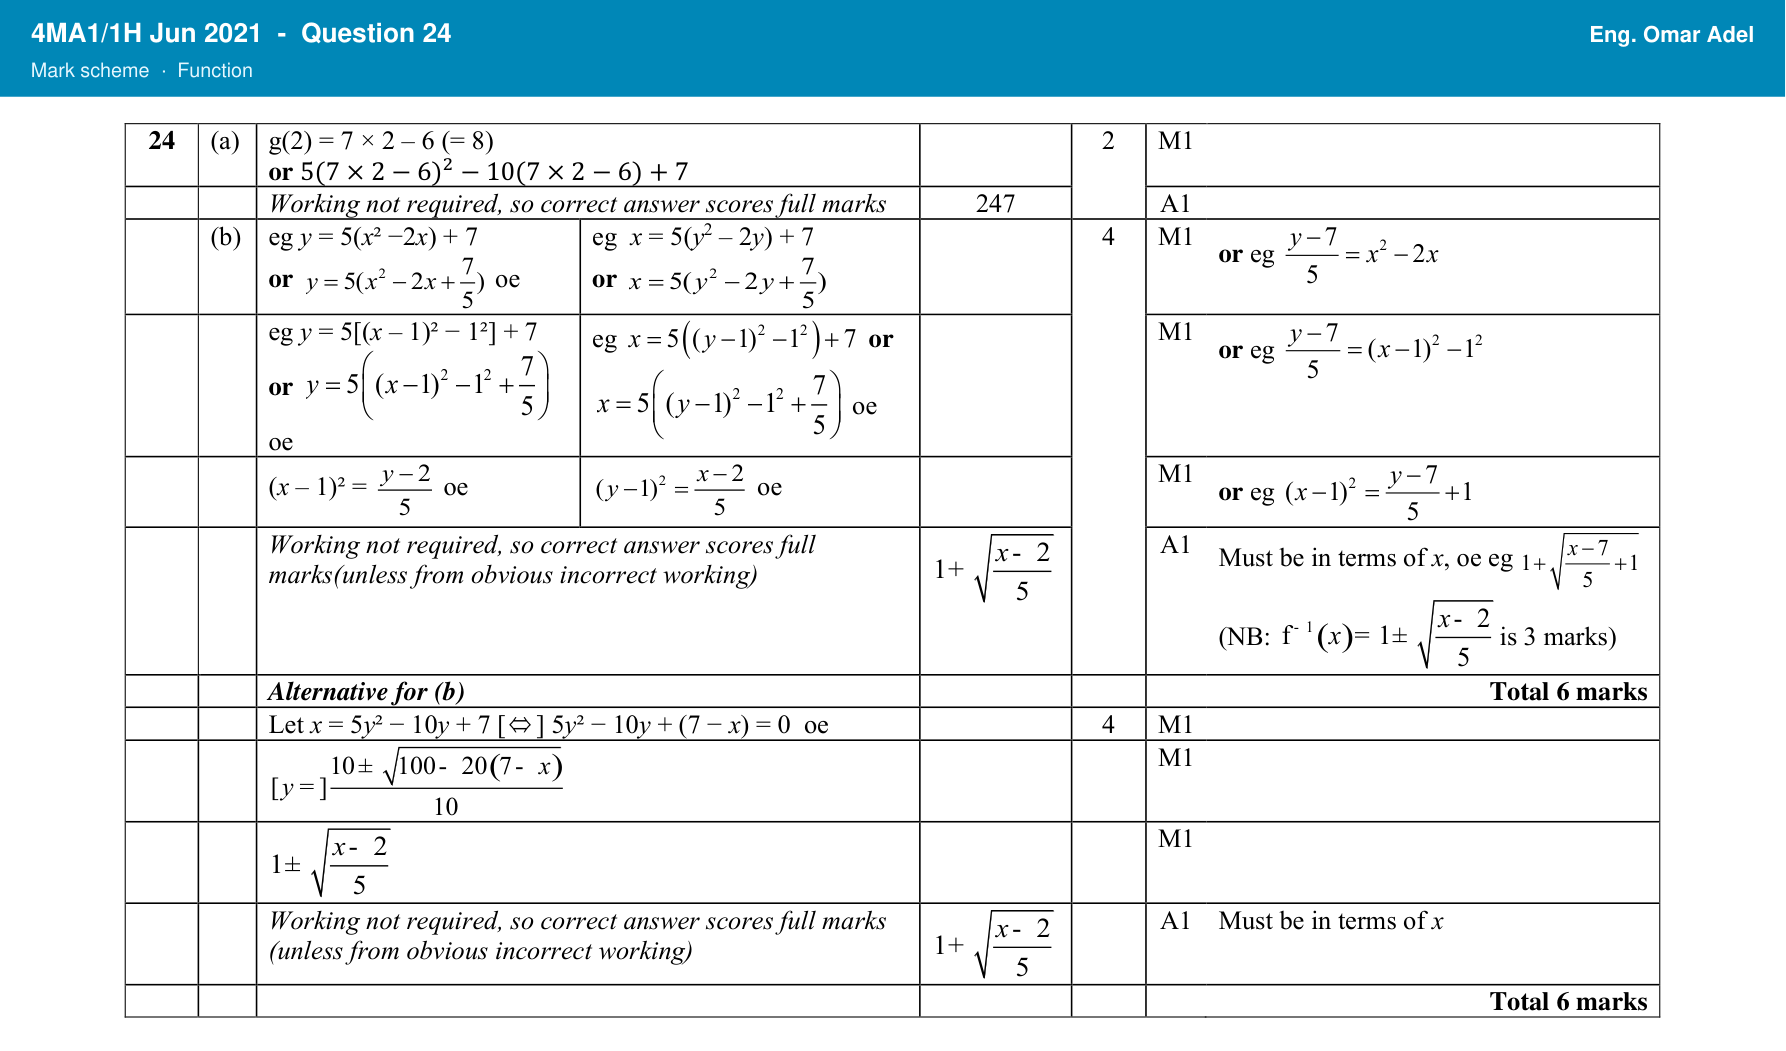 4MA1/1H Jun 2021 - Question 24
Eng. Omar Adel
Mark scheme · Function
24 (a) g(2) = 7 × 2 – 6 (= 8) 2 M1
or 5(7 × 2 − 6)² − 10(7 × 2 − 6) + 7
Working not required, so correct answer scores full marks 247 A1
(b) eg y = 5(x² −2x) + 7 eg x = 5(y² – 2y) + 7 4 M1 or eg (y−7)/5 = x² − 2x
or y = 5(x² − 2x + 7/5) oe or x = 5(y² − 2y + 7/5)
eg y = 5[(x – 1)² − 1²] + 7 eg x = 5((y−1)² −1²)+7 or M1 or eg (y−7)/5 = (x−1)² −1²
or y = 5((x−1)² −1² + 7/5) x = 5((y−1)² −1² + 7/5) oe
oe
(x – 1)² = (y−2)/5 oe (y−1)² = (x−2)/5 oe M1 or eg (x−1)² = (y−7)/5 +1
Working not required, so correct answer scores full 1+ √((x- 2)/5) A1 Must be in terms of x, oe eg 1+√((x−7)/5 +1)
marks(unless from obvious incorrect working)
(NB: f⁻¹(x)= 1± √((x- 2)/5) is 3 marks)
Alternative for (b) Total 6 marks
Let x = 5y² − 10y + 7 [⇔] 5y² − 10y + (7 − x) = 0 oe 4 M1
[y =] (10± √(100- 20(7- x)))/10 M1
1± √((x- 2)/5) M1
Working not required, so correct answer scores full marks 1+ √((x- 2)/5) A1 Must be in terms of x
(unless from obvious incorrect working)
Total 6 marks